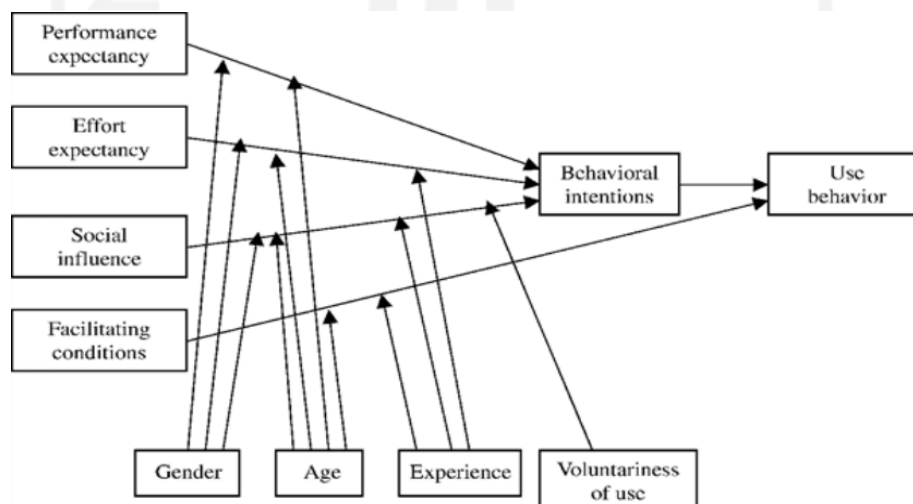 Performance
expectancy
Effort
expectancy
Social
influence
Facilitating
conditions
Behavioral
intentions
Use
behavior
Gender
Age
Experience
Voluntariness
of use